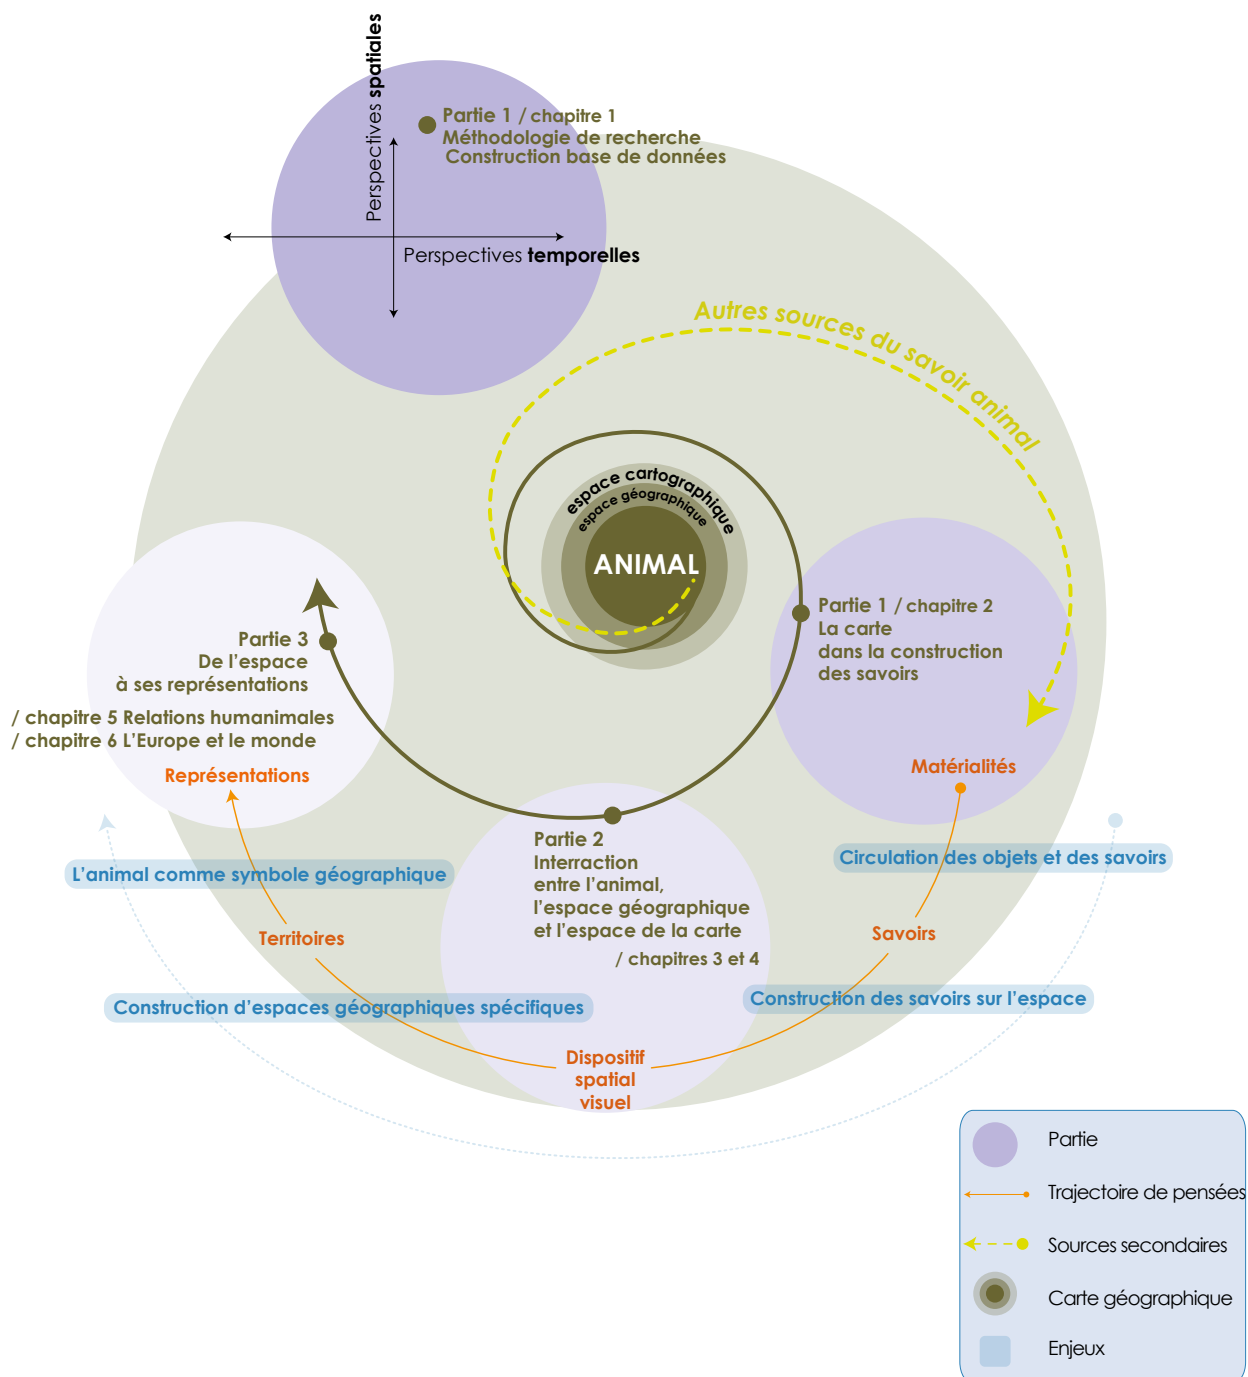 Perspectives spatiales
Partie 1 / chapitre 1
Méthodologie de recherche
Construction base de données
Perspectives temporelles
Autres sources du savoir animal
espace cartographique
espace géographique
ANIMAL
Partie 1 / chapitre 2
La carte
dans la construction
des savoirs
Partie 3
De l'espace
à ses représentations
/ chapitre 5 Relations humanimales
/ chapitre 6 L'Europe et le monde
Représentations
Matérialités
Partie 2
Interraction
entre l'animal,
l'espace géographique
et l'espace de la carte
/ chapitres 3 et 4
Circulation des objets et des savoirs
L'animal comme symbole géographique
Territoires
Savoirs
Construction d'espaces géographiques spécifiques
Construction des savoirs sur l'espace
Dispositif
spatial
visuel
Partie
Trajectoire de pensées
Sources secondaires
Carte géographique
Enjeux